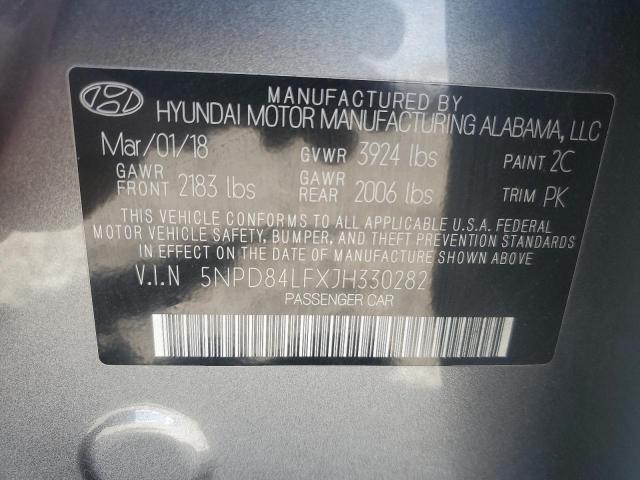 MANUFACTURED BY
HYUNDAI MOTOR MANUFACTURING ALABAMA, LLC
Mar/01/18 GVWR 3924 lbs PAINT 2C
GAWR FRONT 2183 lbs GAWR REAR 2006 lbs TRIM PK
THIS VEHICLE CONFORMS TO ALL APPLICABLE U.S.A. FEDERAL
MOTOR VEHICLE SAFETY, BUMPER, AND THEFT PREVENTION STANDARDS
IN EFFECT ON THE DATE OF MANUFACTURE SHOWN ABOVE.
V.I.N 5NPD84LFXJH330282
PASSENGER CAR